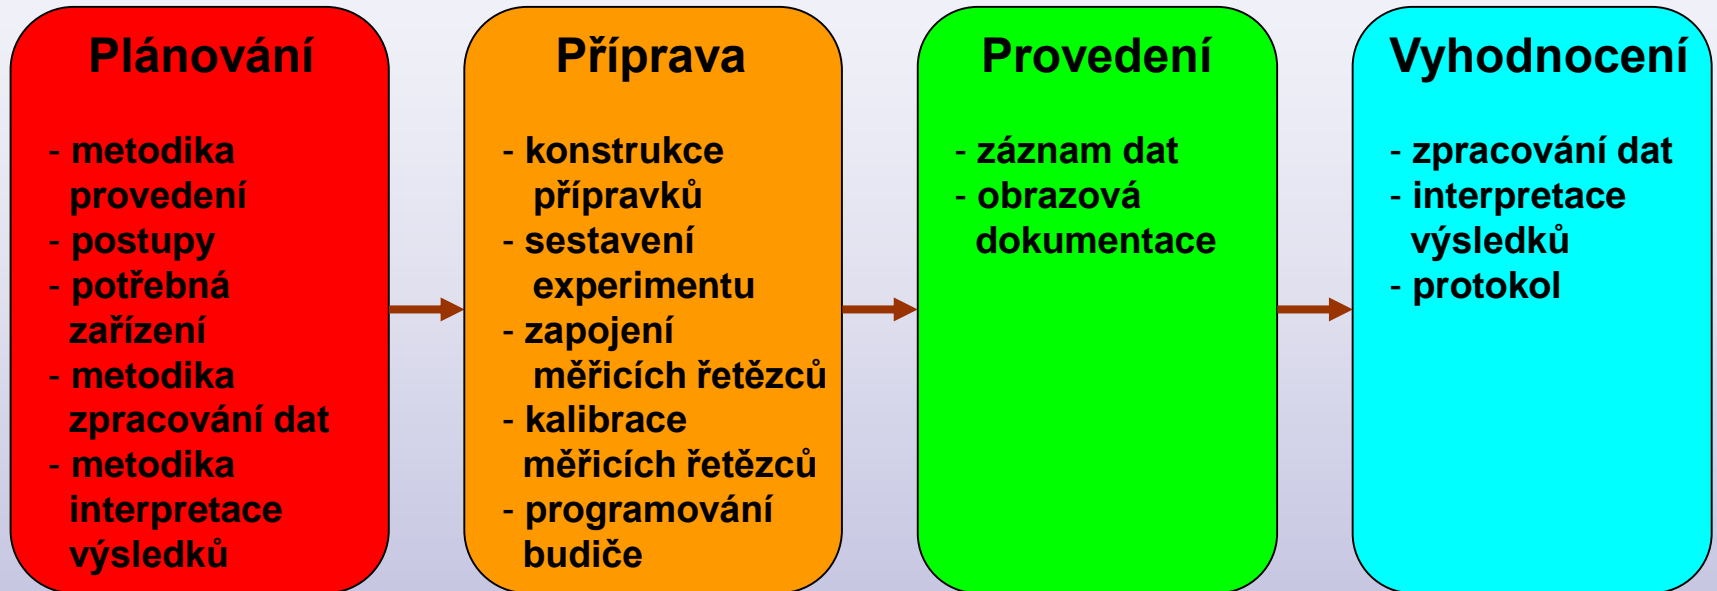 Plánování
- metodika
provedení
- postupy
- potřebná
zařízení
- metodika
zpracování dat
- metodika
interpretace
výsledků
Příprava
- konstrukce
přípravků
- sestavení
experimentu
- zapojení
měřicích řetězců
- kalibrace
měřicích řetězců
- programování
budiče
Provedení
- záznam dat
- obrazová
dokumentace
Vyhodnocení
- zpracování dat
- interpretace
výsledků
- protokol